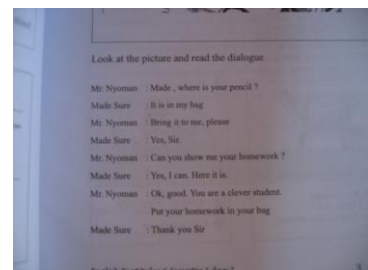 Look at the picture and read the dialogue
Mr. Nyoman : Made , where is your pencil ?
Made Sure : It is in my bag
Mr. Nyoman : Bring it to me, please
Made Sure : Yes, Sir.
Mr. Nyoman : Can you show me your homework ?
Made Sure : Yes, I can. Here it is.
Mr. Nyoman : Ok, good. You are a clever student.
Put your homework in your bag
Made Sure : Thank you Sir